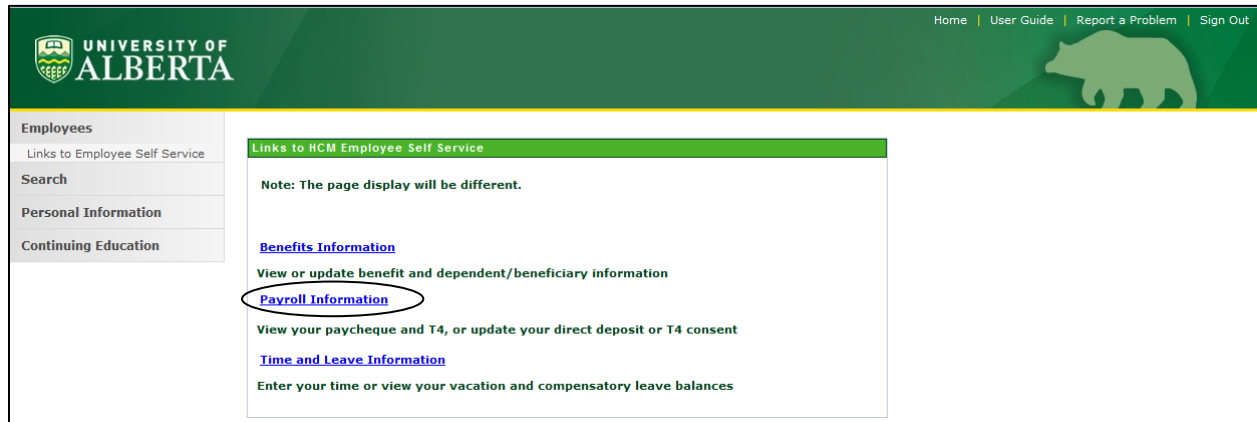 Home | User Guide | Report a Problem | Sign Out
UNIVERSITY OF
ALBERTA
Employees
Links to Employee Self Service
Search
Personal Information
Continuing Education
Links to HCM Employee Self Service
Note: The page display will be different.
Benefits Information
View or update benefit and dependent/beneficiary information
Payroll Information
View your paycheque and T4, or update your direct deposit or T4 consent
Time and Leave Information
Enter your time or view your vacation and compensatory leave balances